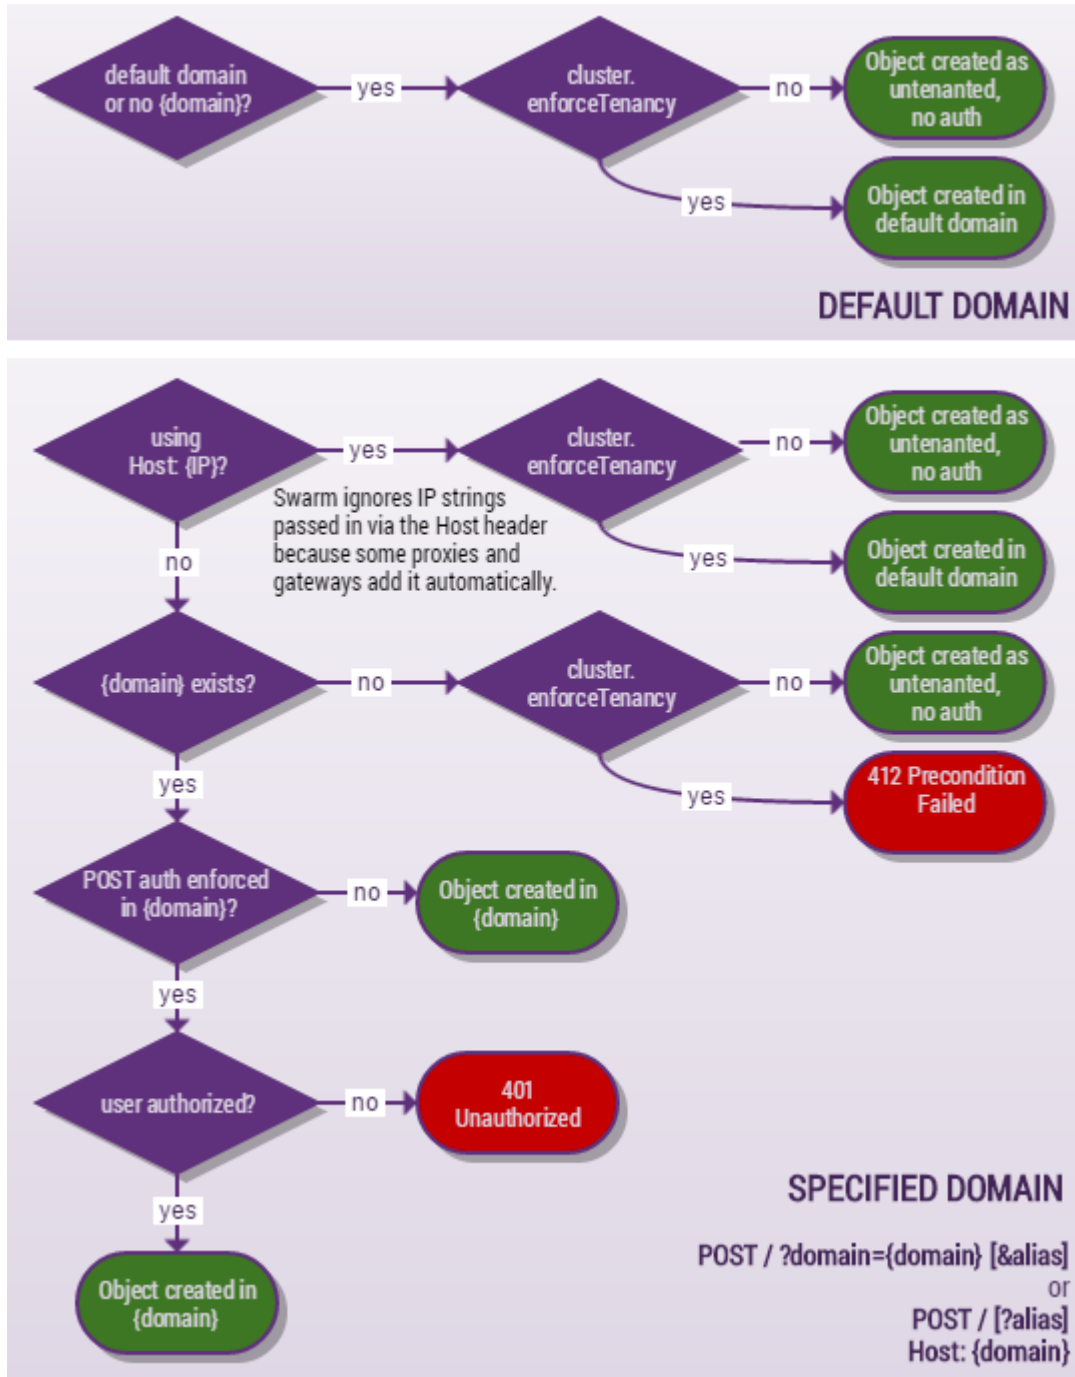 default domain
or no {domain}?
yes
cluster.
enforceTenancy
no
Object created as
untenanted,
no auth
yes
Object created in
default domain
DEFAULT DOMAIN
using
Host: {IP}?
yes
cluster.
enforceTenancy
no
Object created as
untenanted,
no auth
Swarm ignores IP strings
passed in via the Host header
because some proxies and
gateways add it automatically.
yes
Object created in
default domain
no
{domain} exists?
no
cluster.
enforceTenancy
no
Object created as
untenanted,
no auth
yes
412 Precondition
Failed
yes
POST auth enforced
in {domain}?
no
Object created in
{domain}
yes
user authorized?
no
401
Unauthorized
yes
Object created in
{domain}
SPECIFIED DOMAIN
POST / ?domain={domain} [&alias]
or
POST / [?alias]
Host: {domain}